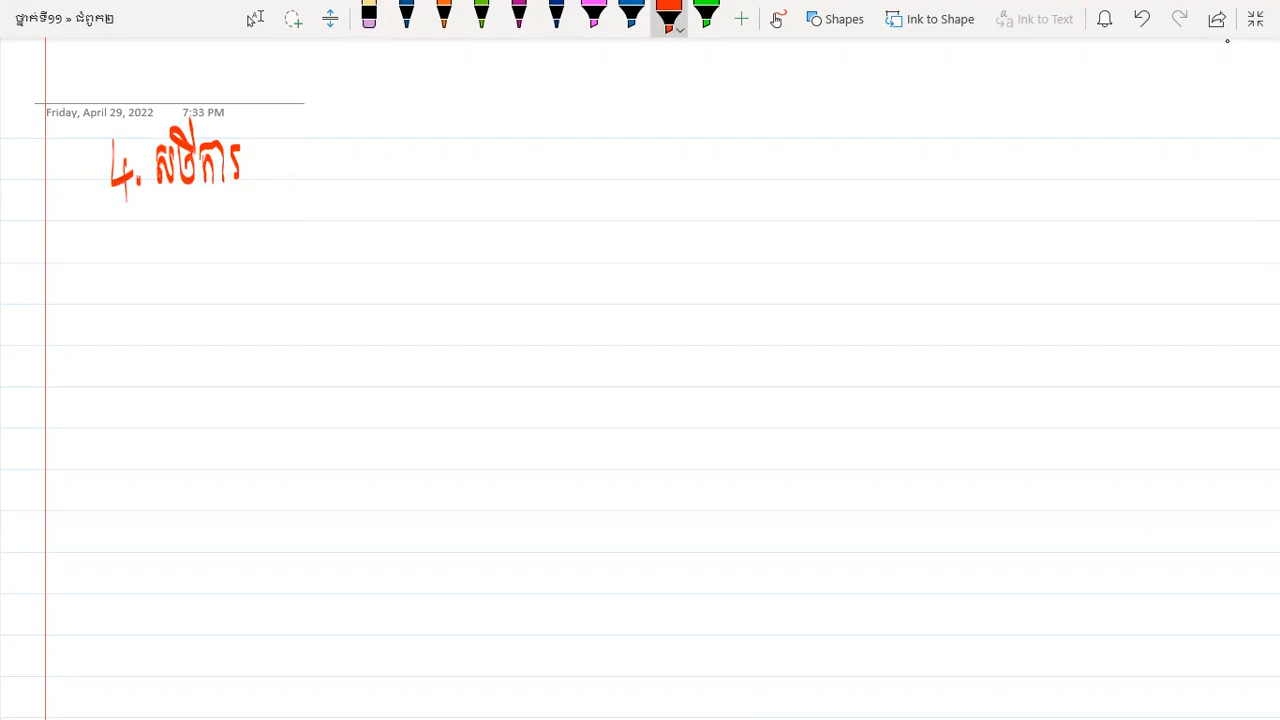 ថ្នាក់ទី១១ » ជំពូក២
Shapes
Ink to Shape
Ink to Text
Friday, April 29, 2022 7:33 PM
4. សមីការ